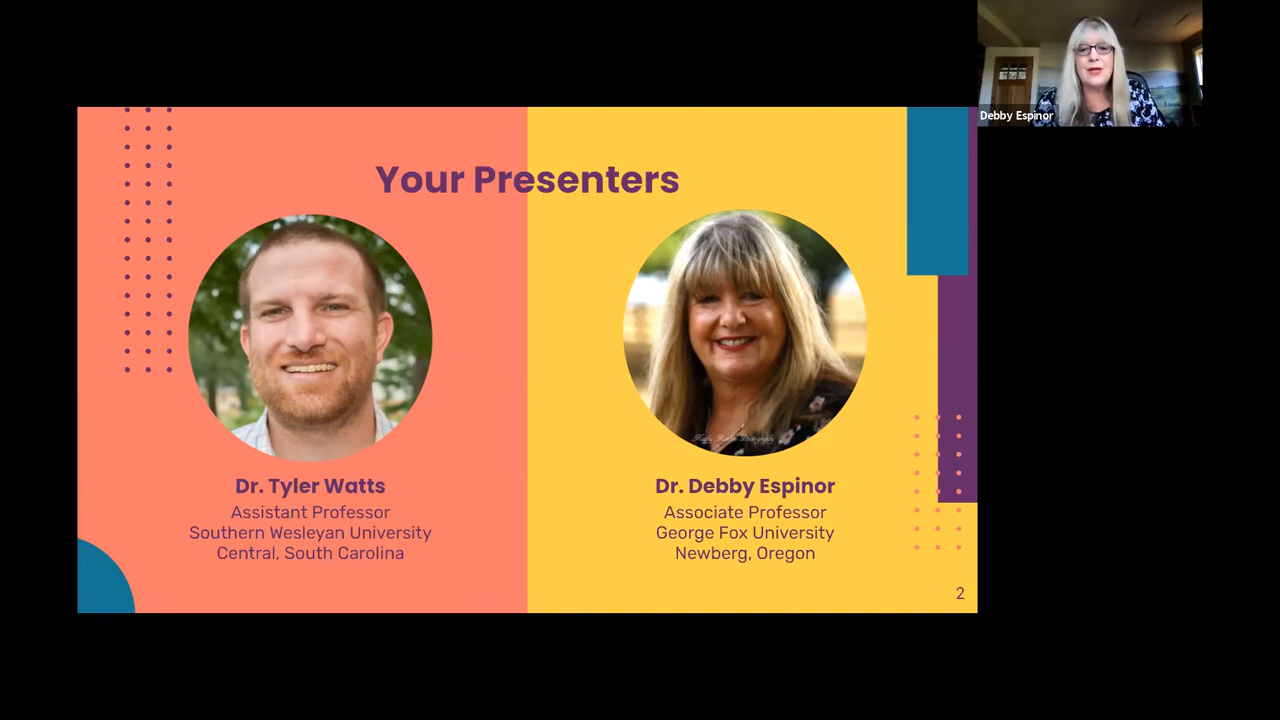 Debby Espinor
Your Presenters
Dr. Tyler Watts
Assistant Professor
Southern Wesleyan University
Central, South Carolina
Dr. Debby Espinor
Associate Professor
George Fox University
Newberg, Oregon
2